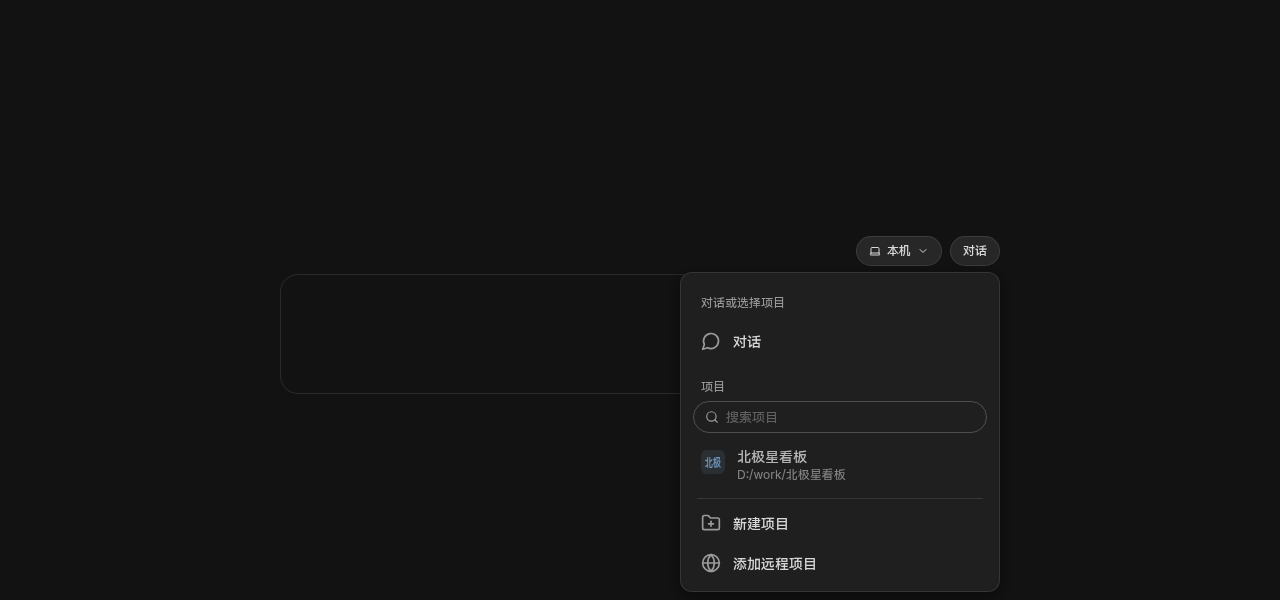 本机
对话
对话或选择项目
对话
项目
搜索项目
北极
北极星看板
D:/work/北极星看板
新建项目
添加远程项目